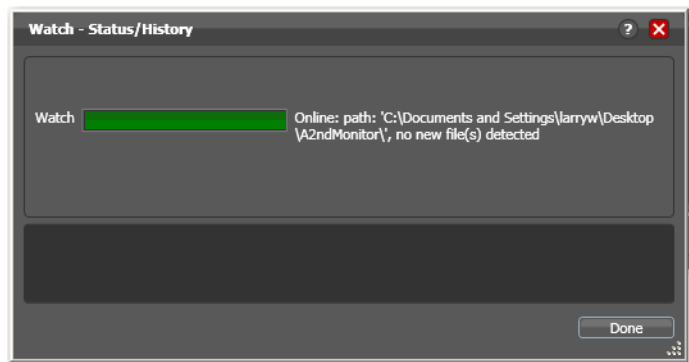 Watch - Status/History
?
Watch
Online: path: 'C:\Documents and Settings\larryw\Desktop
\A2ndMonitor\', no new file(s) detected
Done